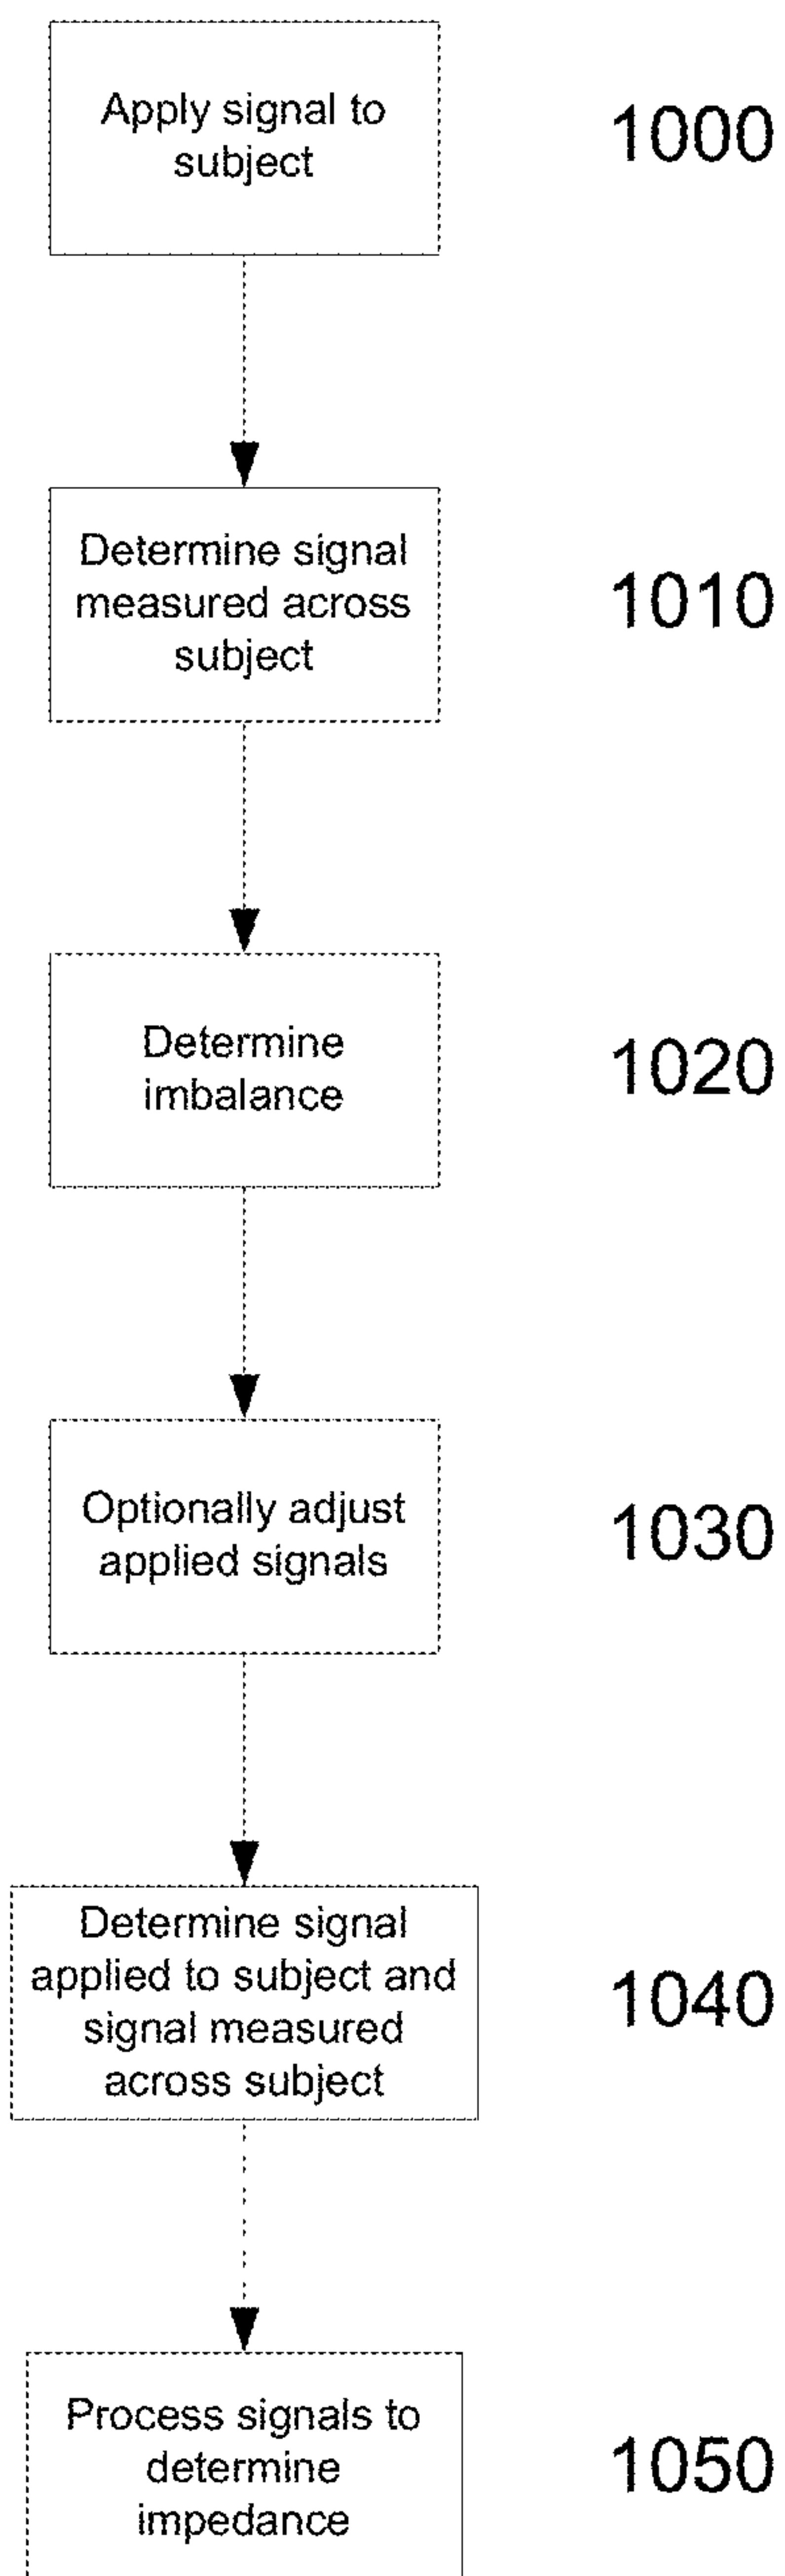 Apply signal to
subject
1000
Determine signal
measured across
subject
1010
Determine
imbalance
1020
Optionally adjust
applied signals
1030
Determine signal
applied to subject and
signal measured
across subject
1040
Process signals to
determine
impedance
1050